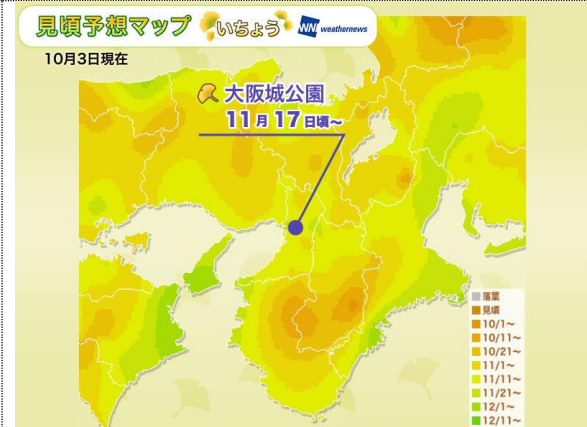 見頃予想マップ いちょう WNI weathernews
10月3日現在
大阪城公園
11月17日頃～
落葉
見頃
10/1～
10/11～
10/21～
11/1～
11/11～
11/21～
12/1～
12/11～